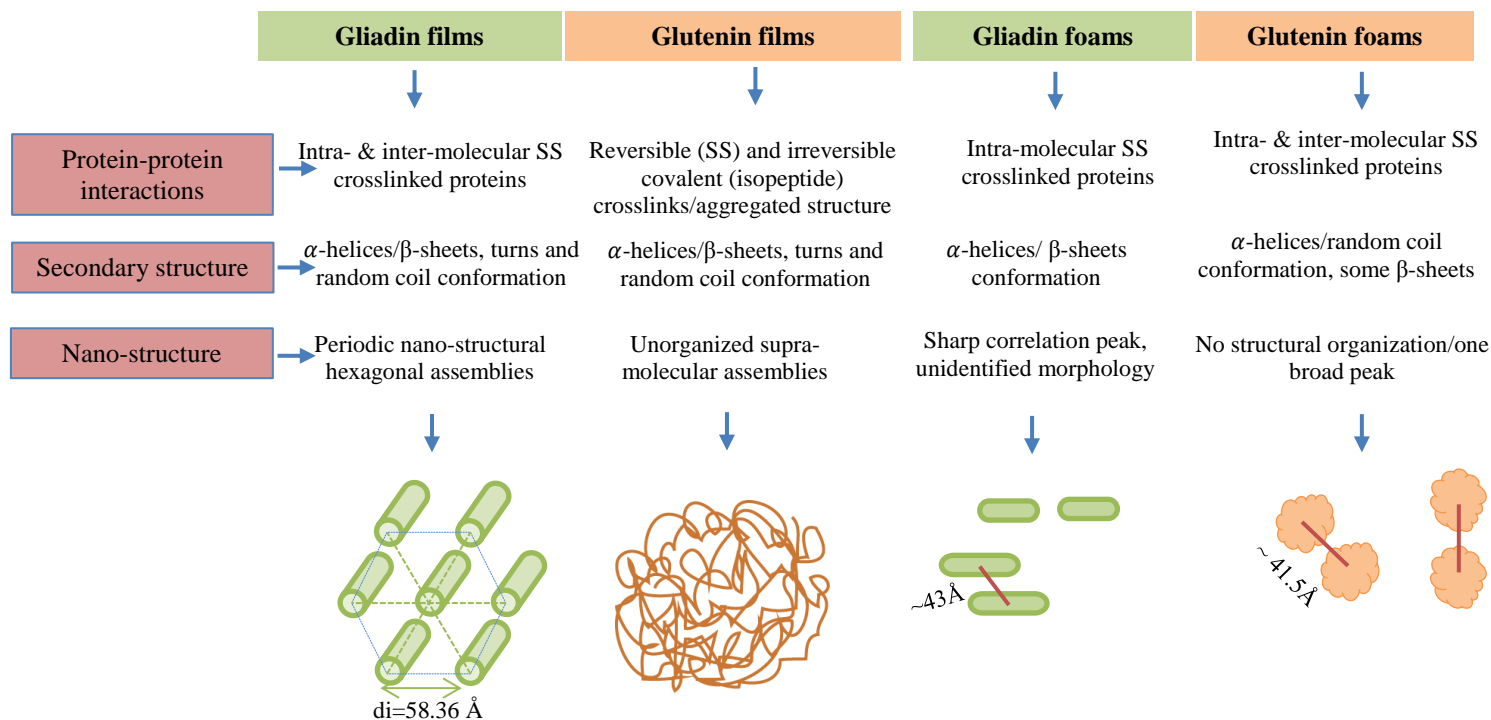 Gliadin films
Glutenin films
Gliadin foams
Glutenin foams
Protein-protein
interactions
Intra- & inter-molecular SS
crosslinked proteins
Reversible (SS) and irreversible
covalent (isopeptide)
crosslinks/aggregated structure
Intra-molecular SS
crosslinked proteins
Intra- & inter-molecular SS
crosslinked proteins
Secondary structure
α-helices/β-sheets, turns and
random coil conformation
α-helices/β-sheets, turns and
random coil conformation
α-helices/ β-sheets
conformation
α-helices/random coil
conformation, some β-sheets
Nano-structure
Periodic nano-structural
hexagonal assemblies
Unorganized supra-
molecular assemblies
Sharp correlation peak,
unidentified morphology
No structural organization/one
broad peak
di=58.36 Å
~43Å
~ 41.5Å